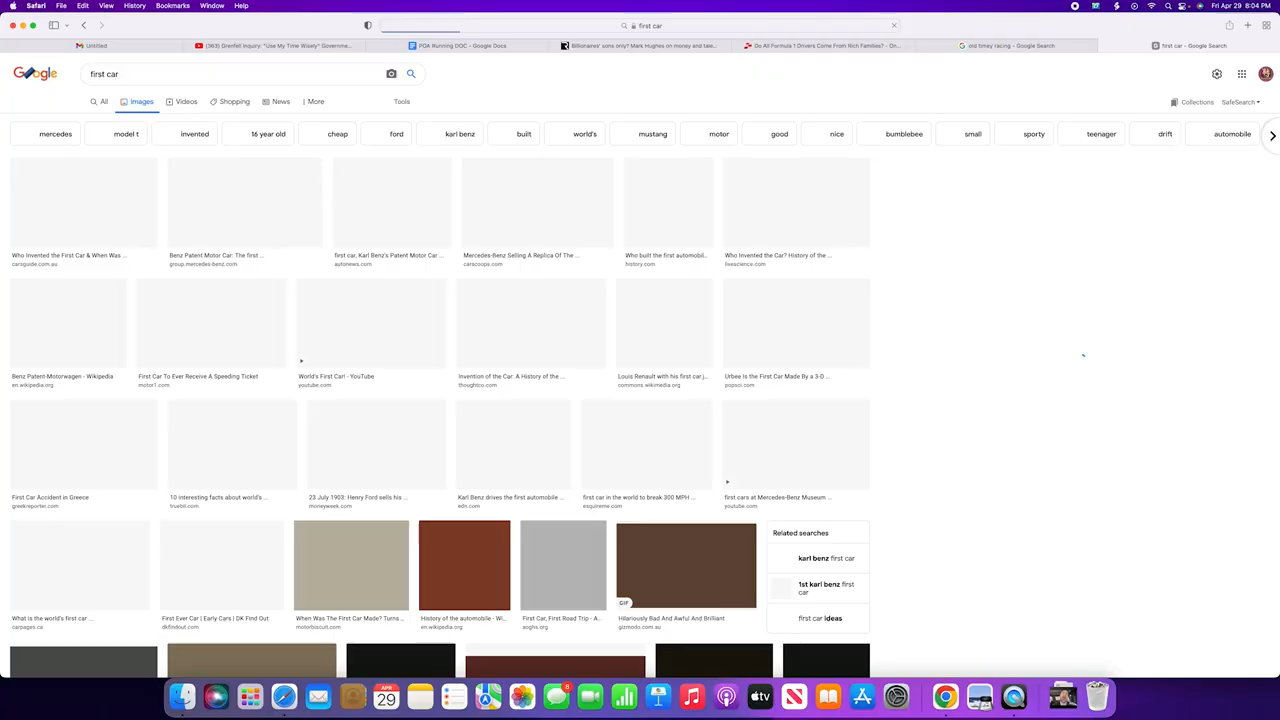 Safari File Edit View History Bookmarks Window Help Fri Apr 29 8:04 PM
first car
Untitled (363) Grenfell Inquiry: "Use My Time Wisely" Governme... POA Running DOC - Google Docs Billionaires' sons only? Mark Hughes on money and tale... Do All Formula 1 Drivers Come From Rich Families? - On... old timey racing - Google Search first car - Google Search
Google first car
All Images Videos Shopping News More Tools Collections SafeSearch
mercedes model t invented 16 year old cheap ford karl benz built world's mustang motor good nice bumblebee small sporty teenager drift automobile
Who Invented the First Car & When Was ... Benz Patent Motor Car: The first ... first car, Karl Benz's Patent Motor Car ... Mercedes-Benz Selling A Replica Of The ... Who built the first automobil... Who Invented the Car? History of the ...
carsguide.com.au group.mercedes-benz.com autonews.com carscoops.com history.com livescience.com
Benz Patent-Motorwagen - Wikipedia First Car To Ever Receive A Speeding Ticket World's First Car! - YouTube Invention of the Car: A History of the ... Louis Renault with his first car.j... Urbee Is the First Car Made By a 3-D ...
en.wikipedia.org motor1.com youtube.com thoughtco.com commons.wikimedia.org popsci.com
First Car Accident in Greece 10 interesting facts about world's ... 23 July 1903: Henry Ford sells his ... Karl Benz drives the first automobile ... first car in the world to break 300 MPH ... first cars at Mercedes-Benz Museum ...
greekreporter.com truebil.com moneyweek.com edn.com esquireme.com youtube.com
Related searches
karl benz first car
1st karl benz first
car
first car ideas
GIF
What is the world's first car ... First Ever Car | Early Cars | DK Find Out When Was The First Car Made? Turns ... History of the automobile - Wi... First Car, First Road Trip - A... Hilariously Bad And Awful And Brilliant
carpages.ca dkfindout.com motorbiscuit.com en.wikipedia.org aoghs.org gizmodo.com.au
APR
29
8
tv